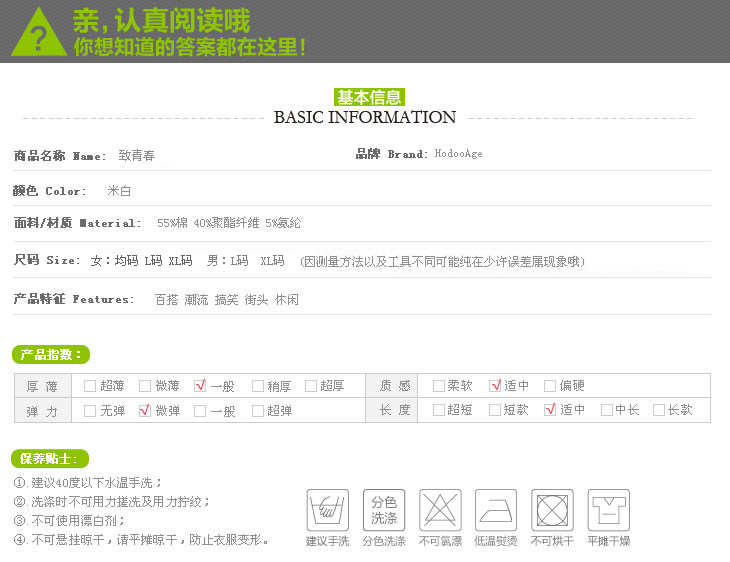 亲,认真阅读哦
你想知道的答案都在这里!
基本信息
BASIC INFORMATION
商品名称 Name: 致青春 品牌 Brand: HodooAge
颜色 Color: 米白
面料/材质 Material: 55%棉 40%聚酯纤维 5%氨纶
尺码 Size: 女:均码 L码 XL码 男:L码 XL码 (因测量方法以及工具不同可能纯在少许误差属现象哦)
产品特征 Features: 百搭 潮流 搞笑 街头 休闲
产品指数:
厚薄 超薄 微薄 √一般 稍厚 超厚 质感 柔软 √适中 偏硬
弹力 无弹 √微弹 一般 超弹 长度 超短 短款 √适中 中长 长款
保养贴士:
①.建议40度以下水温手洗;
②.洗涤时不可用力搓洗及用力拧绞;
③.不可使用漂白剂;
④.不可悬挂晾干,请平摊晾干,防止衣服变形。
分色
洗涤
建议手洗 分色洗涤 不可氯漂 低温熨烫 不可烘干 平摊干燥